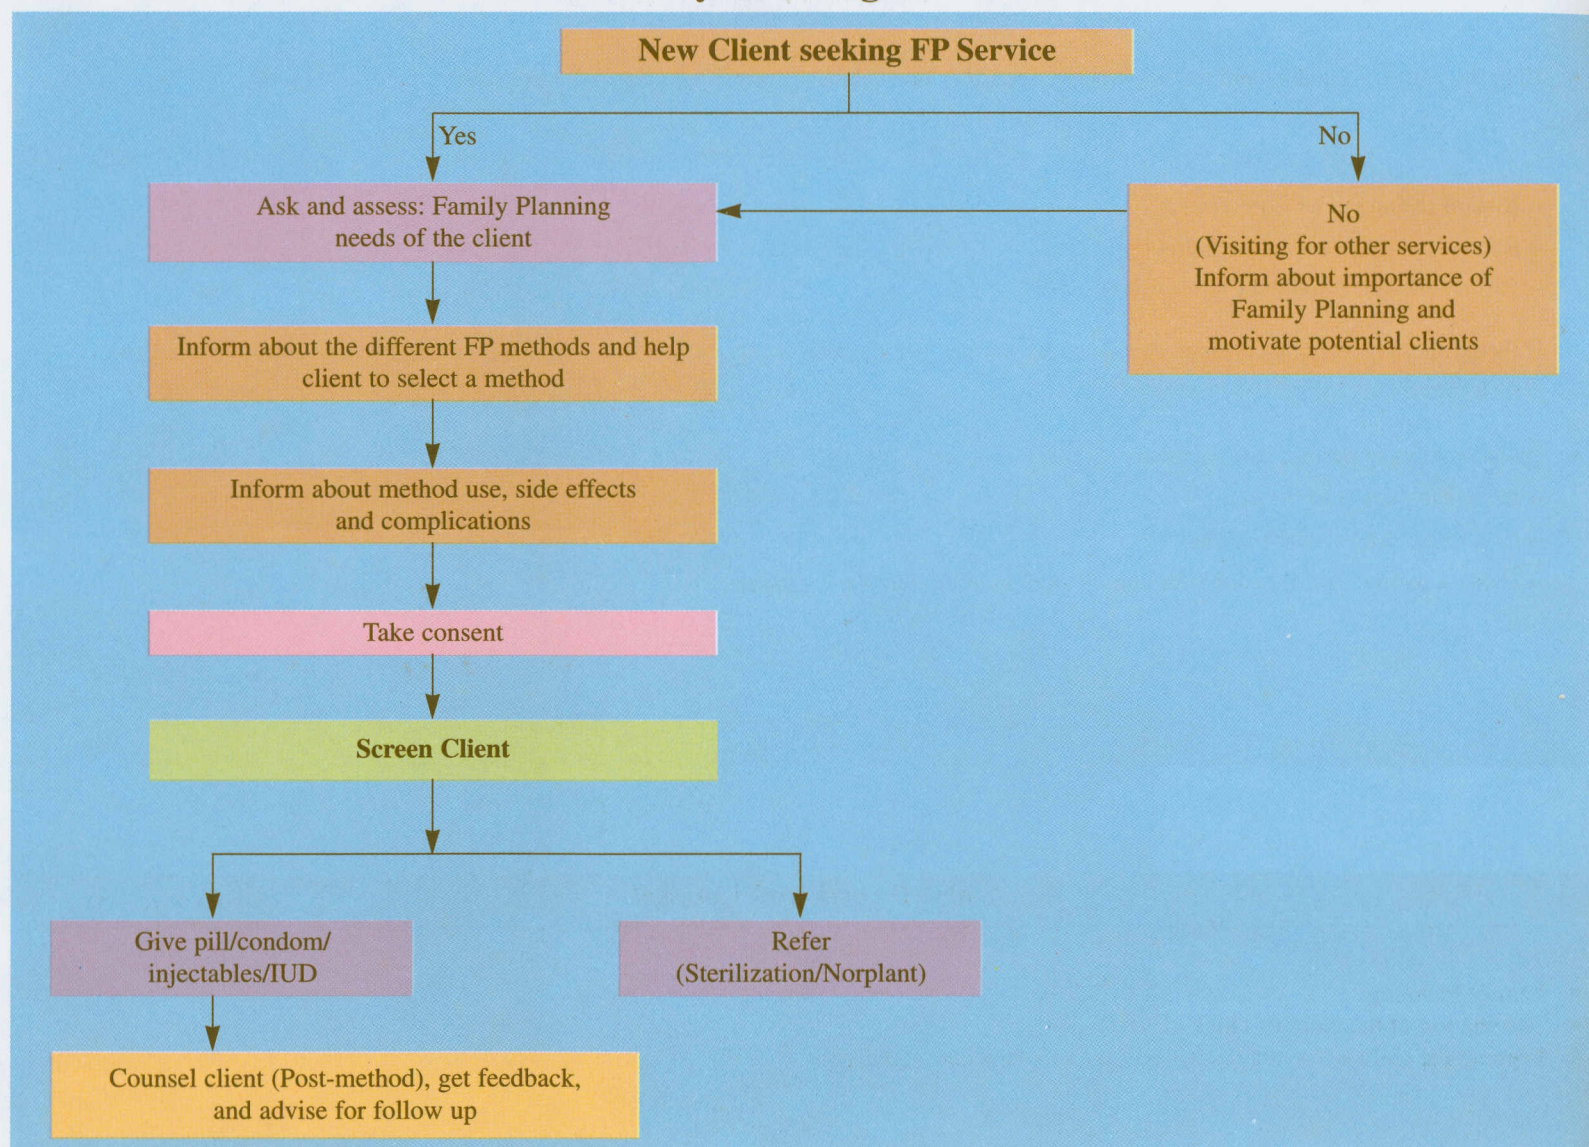 New Client seeking FP Service
Yes
No
Ask and assess: Family Planning
needs of the client
No
(Visiting for other services)
Inform about importance of
Family Planning and
motivate potential clients
Inform about the different FP methods and help
client to select a method
Inform about method use, side effects
and complications
Take consent
Screen Client
Give pill/condom/
injectables/IUD
Refer
(Sterilization/Norplant)
Counsel client (Post-method), get feedback,
and advise for follow up